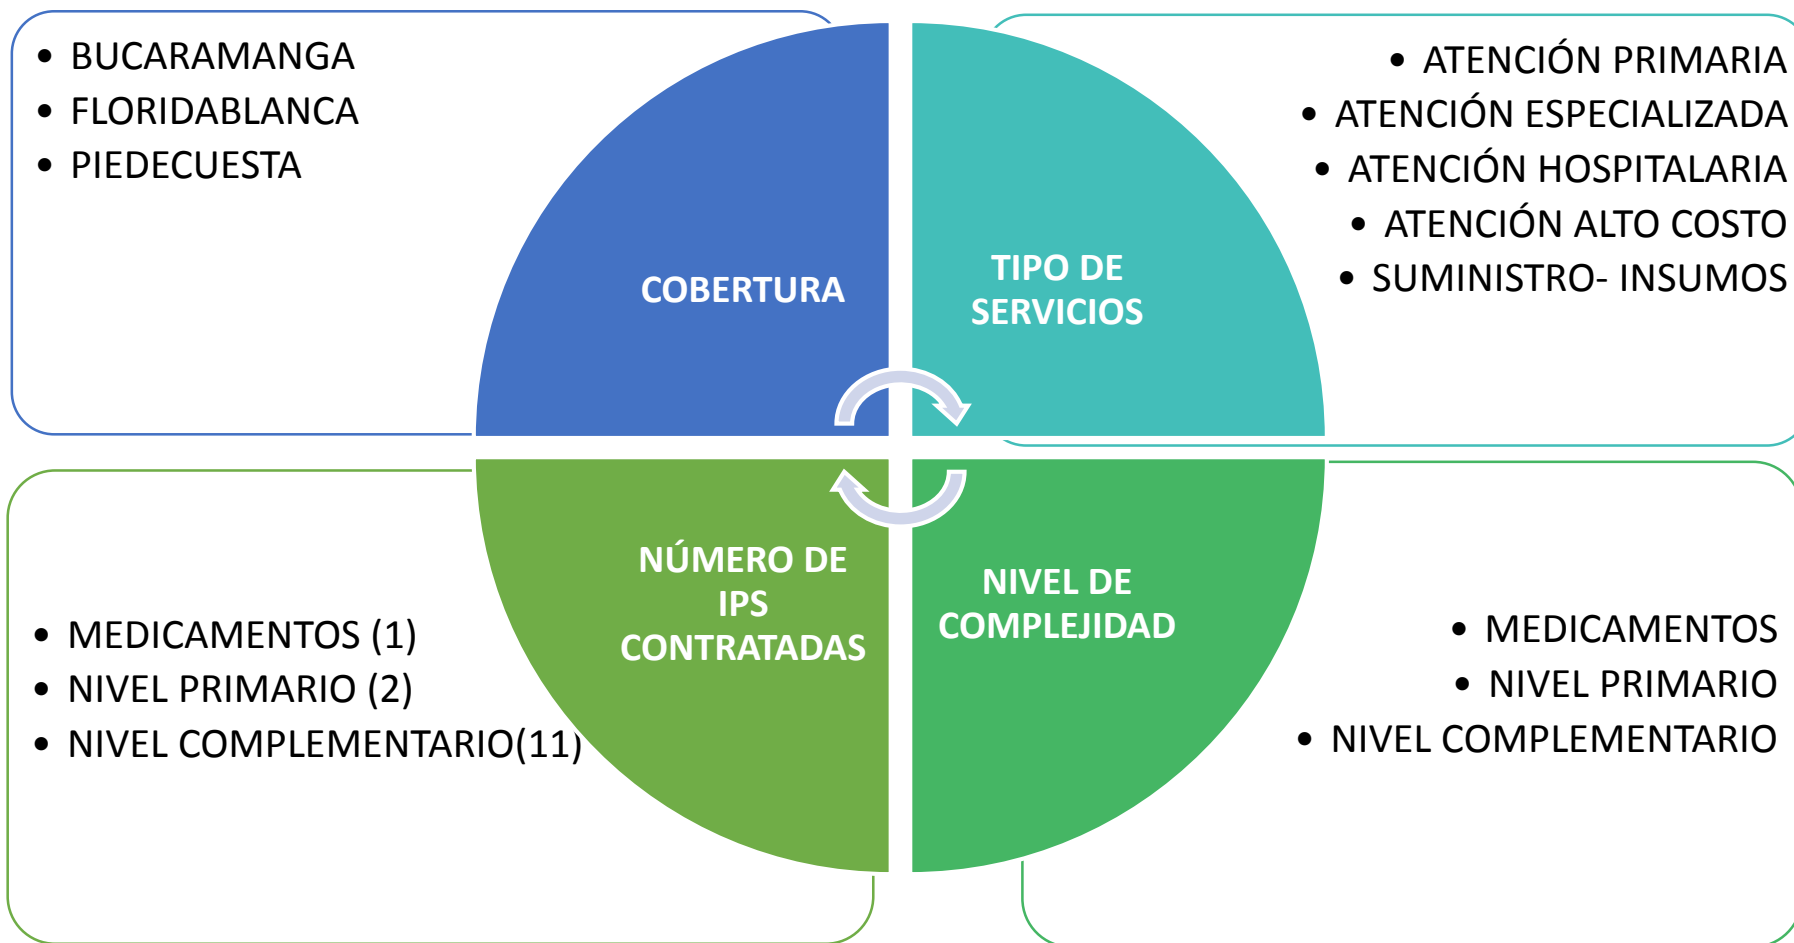 • BUCARAMANGA
• FLORIDABLANCA
• PIEDECUESTA
COBERTURA
• ATENCIÓN PRIMARIA
• ATENCIÓN ESPECIALIZADA
• ATENCIÓN HOSPITALARIA
• ATENCIÓN ALTO COSTO
• SUMINISTRO- INSUMOS
TIPO DE
SERVICIOS
NÚMERO DE
IPS
CONTRATADAS
• MEDICAMENTOS (1)
• NIVEL PRIMARIO (2)
• NIVEL COMPLEMENTARIO(11)
NIVEL DE
COMPLEJIDAD
• MEDICAMENTOS
• NIVEL PRIMARIO
• NIVEL COMPLEMENTARIO